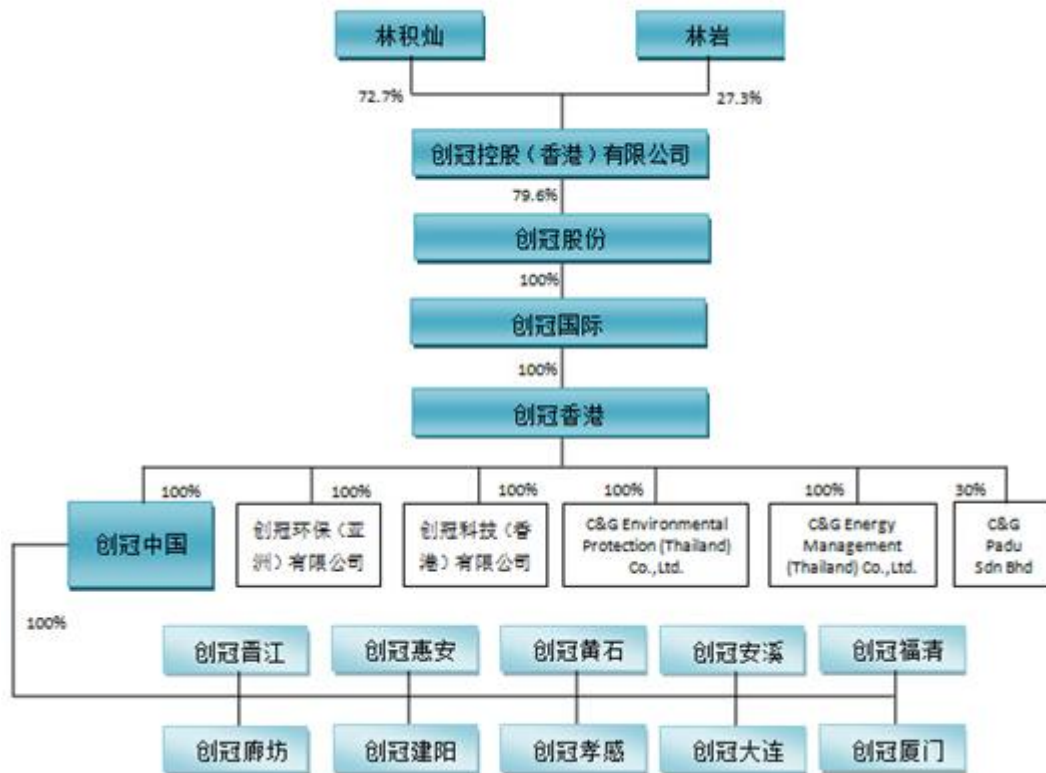 林积灿
林岩
72.7%
27.3%
创冠控股（香港）有限公司
79.6%
创冠股份
100%
创冠国际
100%
创冠香港
100%
100%
100%
100%
100%
30%
创冠中国
创冠环保（亚
洲）有限公司
创冠科技（香
港）有限公司
C&G Environmental
Protection (Thailand)
Co.,Ltd.
C&G Energy
Management
(Thailand) Co.,Ltd.
C&G
Padu
Sdn Bhd
100%
创冠晋江
创冠惠安
创冠黄石
创冠安溪
创冠福清
创冠廊坊
创冠建阳
创冠孝感
创冠大连
创冠厦门